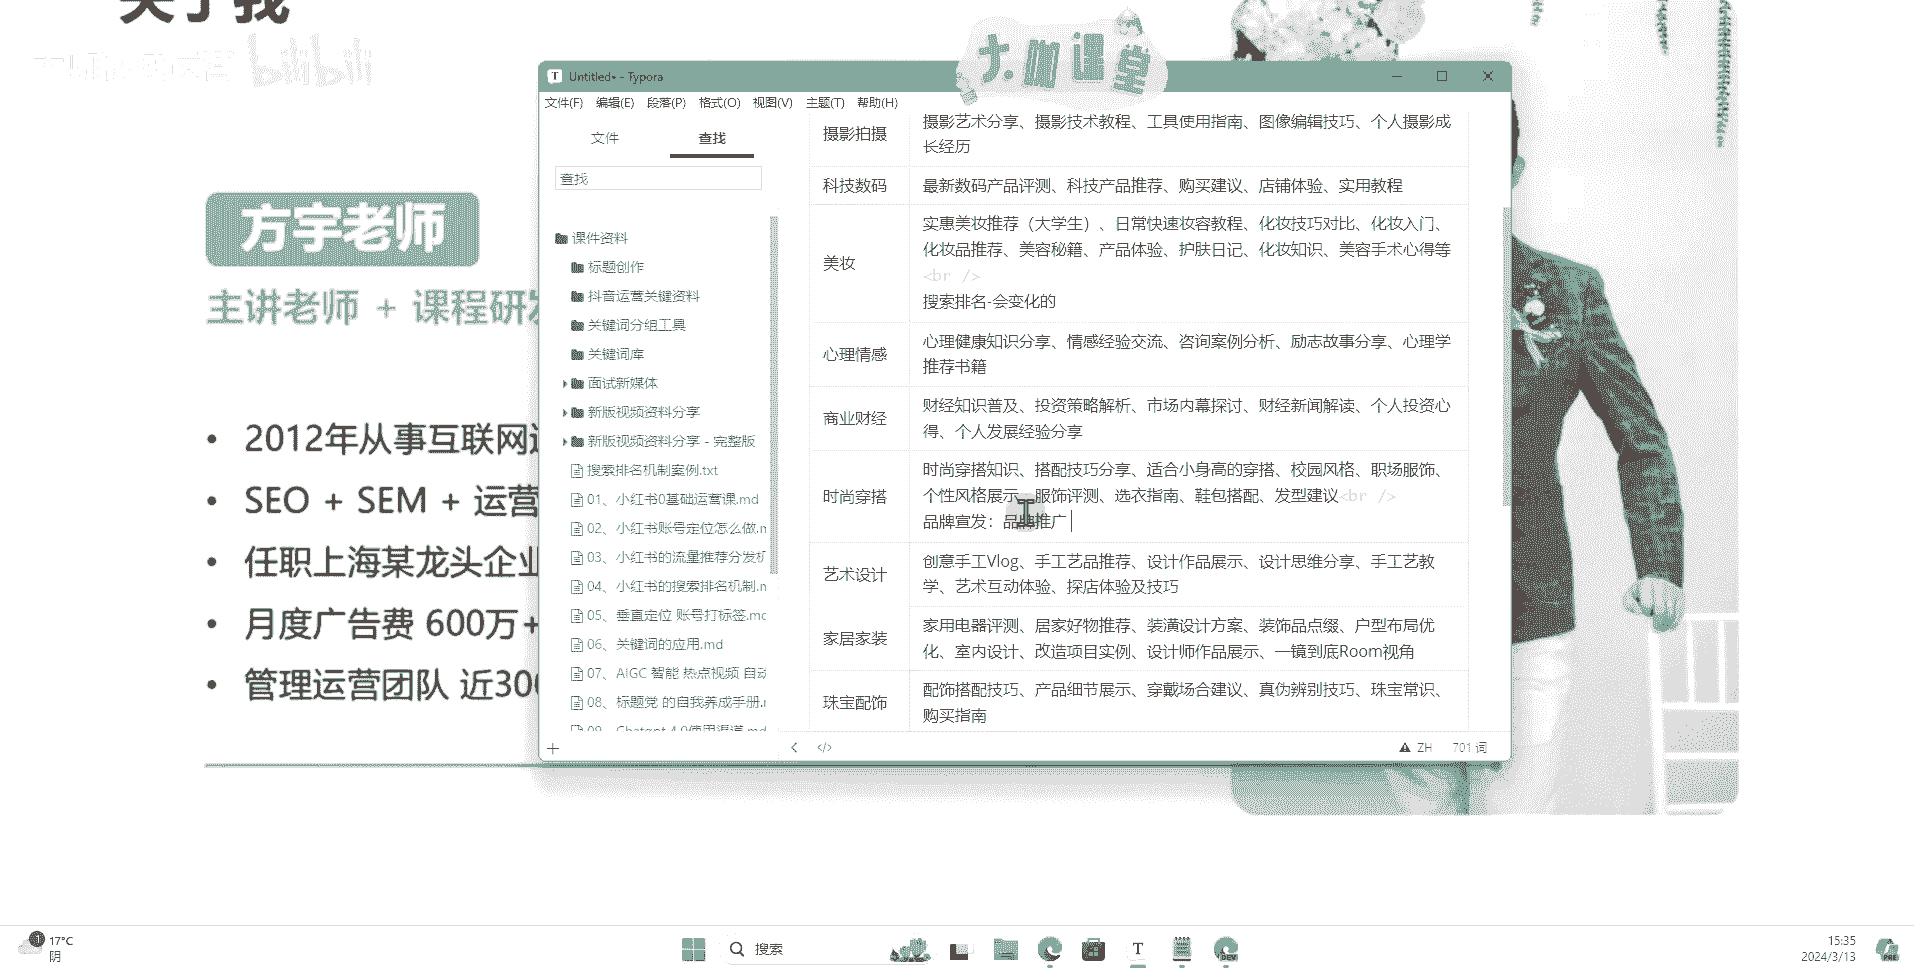 关于我
bilibili
大咖课堂
方宇老师
主讲老师 + 课程研发
2012年从事互联网运
SEO + SEM + 运营
任职上海某龙头企业
月度广告费 600万+
管理运营团队 近300
Untitled• - Typora
文件(F) 编辑(E) 段落(P) 格式(O) 视图(V) 主题(T) 帮助(H)
文件 查找
查找
课件资料
标题创作
抖音运营关键资料
关键词分组工具
关键词库
面试新媒体
新版视频资料分享
新版视频资料分享 - 完整版
搜索排名机制案例.txt
01、小红书0基础运营课.md
02、小红书账号定位怎么做.m
03、小红书的流量推荐分发机
04、小红书的搜索排名机制.m
05、垂直定位 账号打标签.mc
06、关键词的应用.md
07、AIGC 智能 热点视频 自动
08、标题党 的自我养成手册.r
09、Chatgpt 4.0使用渠道.md
摄影拍摄
摄影艺术分享、摄影技术教程、工具使用指南、图像编辑技巧、个人摄影成
长经历
科技数码
最新数码产品评测、科技产品推荐、购买建议、店铺体验、实用教程
美妆
实惠美妆推荐（大学生）、日常快速妆容教程、化妆技巧对比、化妆入门、
化妆品推荐、美容秘籍、产品体验、护肤日记、化妆知识、美容手术心得等
<br />
搜索排名-会变化的
心理情感
心理健康知识分享、情感经验交流、咨询案例分析、励志故事分享、心理学
推荐书籍
商业财经
财经知识普及、投资策略解析、市场内幕探讨、财经新闻解读、个人投资心
得、个人发展经验分享
时尚穿搭
时尚穿搭知识、搭配技巧分享、适合小身高的穿搭、校园风格、职场服饰、
个性风格展示、服饰评测、选衣指南、鞋包搭配、发型建议<br />
品牌宣发：品牌推广
艺术设计
创意手工Vlog、手工艺品推荐、设计作品展示、设计思维分享、手工艺教
学、艺术互动体验、探店体验及技巧
家居家装
家用电器评测、居家好物推荐、装潢设计方案、装饰品点缀、户型布局优
化、室内设计、改造项目实例、设计师作品展示、一镜到底Room视角
珠宝配饰
配饰搭配技巧、产品细节展示、穿戴场合建议、真伪辨别技巧、珠宝常识、
购买指南
ZH 701 词
1
17°C
阴
搜索
T
DEV
15:35
2024/3/13
PRE